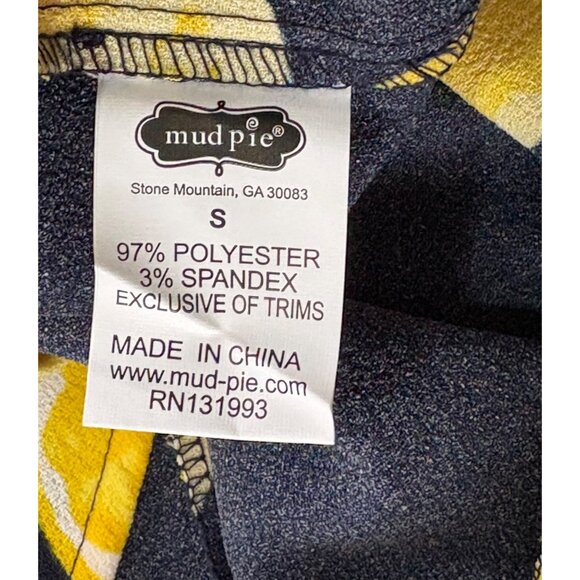 mud pie®
Stone Mountain, GA 30083
S
97% POLYESTER
3% SPANDEX
EXCLUSIVE OF TRIMS
MADE IN CHINA
www.mud-pie.com
RN131993